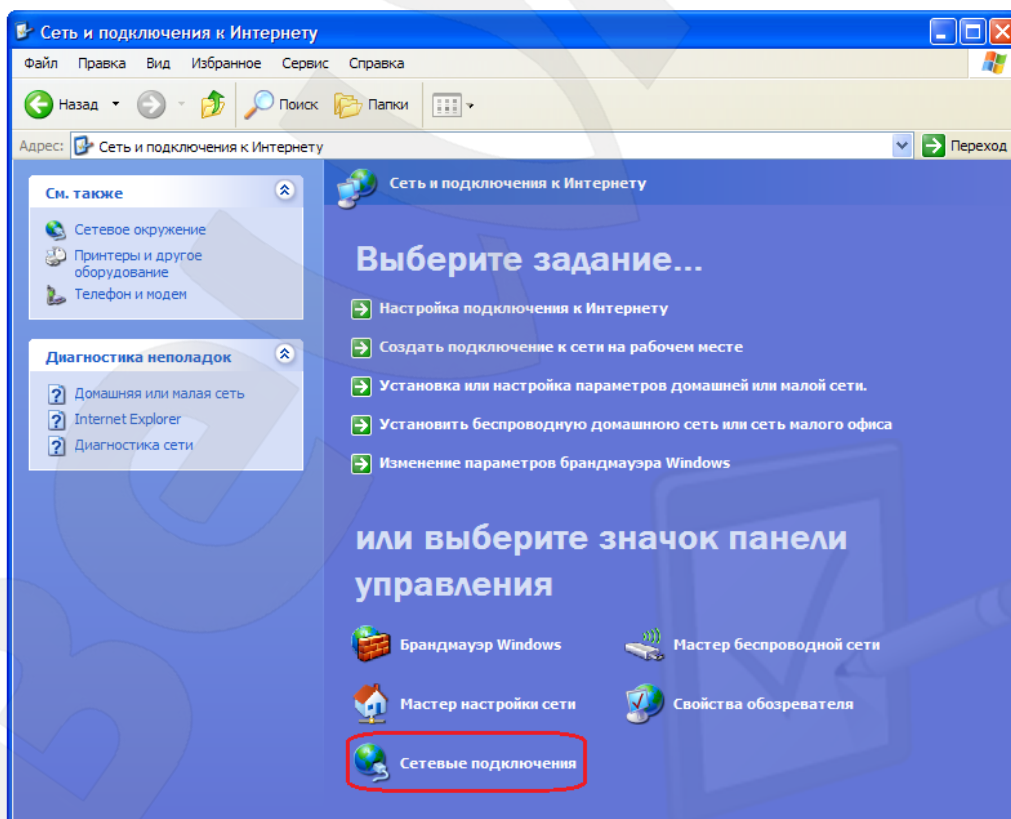 Сеть и подключения к Интернету
Файл Правка Вид Избранное Сервис Справка
Назад Поиск Папки
Адрес: Сеть и подключения к Интернету Переход
См. также
Сетевое окружение
Принтеры и другое
оборудование
Телефон и модем
Диагностика неполадок
Домашняя или малая сеть
Internet Explorer
Диагностика сети
Сеть и подключения к Интернету
Выберите задание...
Настройка подключения к Интернету
Создать подключение к сети на рабочем месте
Установка или настройка параметров домашней или малой сети.
Установить беспроводную домашнюю сеть или сеть малого офиса
Изменение параметров брандмауэра Windows
или выберите значок панели
управления
Брандмауэр Windows Мастер беспроводной сети
Мастер настройки сети Свойства обозревателя
Сетевые подключения